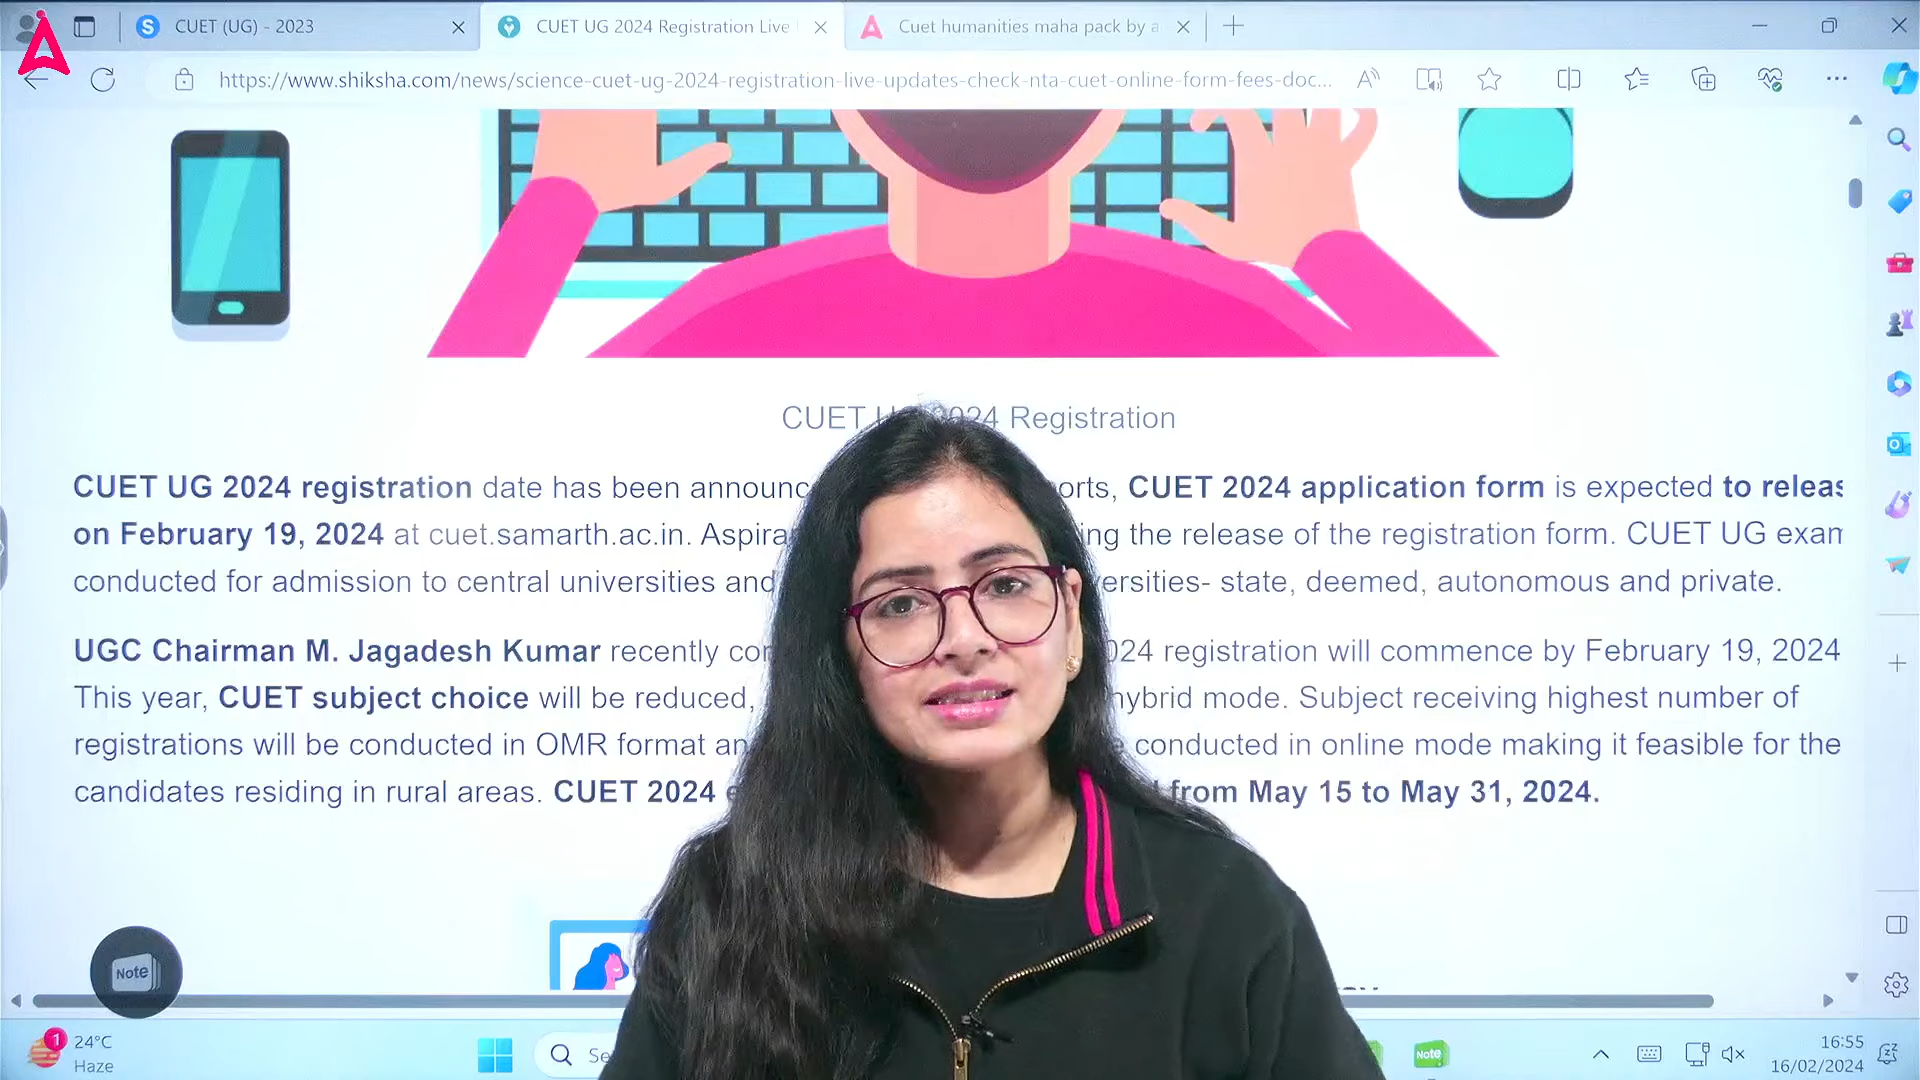 CUET (UG) - 2023
CUET UG 2024 Registration Live
Cuet humanities maha pack by a
https://www.shiksha.com/news/science-cuet-ug-2024-registration-live-updates-check-nta-cuet-online-form-fees-doc...
CUET U 2024 Registration
CUET UG 2024 registration date has been announc orts, CUET 2024 application form is expected to releas
on February 19, 2024 at cuet.samarth.ac.in. Aspira ng the release of the registration form. CUET UG exam
conducted for admission to central universities and ersities- state, deemed, autonomous and private.
UGC Chairman M. Jagadesh Kumar recently con 024 registration will commence by February 19, 2024
This year, CUET subject choice will be reduced, hybrid mode. Subject receiving highest number of
registrations will be conducted in OMR format an e conducted in online mode making it feasible for the
candidates residing in rural areas. CUET 2024 from May 15 to May 31, 2024.
Note
1
24°C
Haze
Se
Note
16:55
16/02/2024